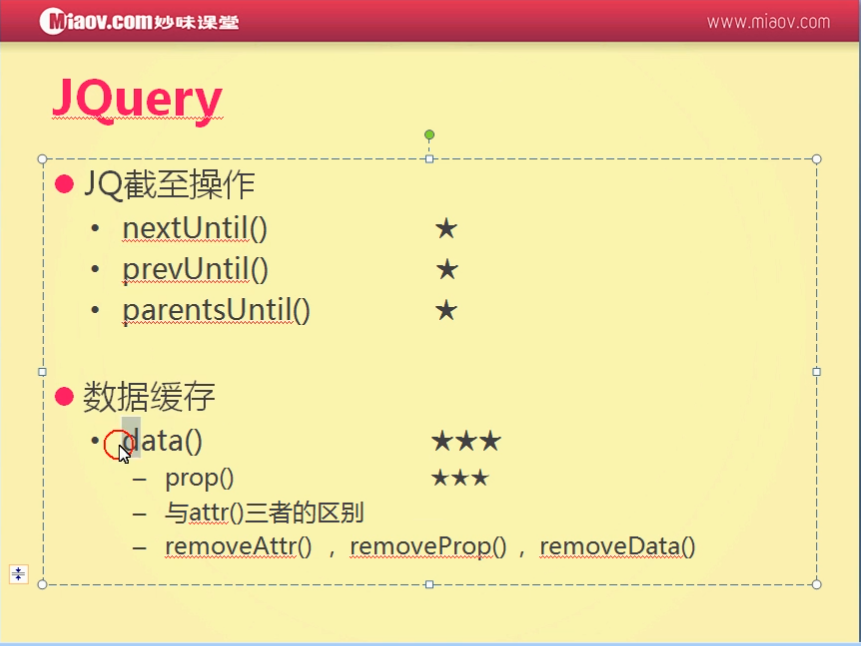 Miaov.com妙味课堂
www.miaov.com
JQuery
JQ截至操作
• nextUntil() ★
• prevUntil() ★
• parentsUntil() ★
数据缓存
• data() ★★★
– prop() ★★★
– 与attr()三者的区别
– removeAttr() ，removeProp() ，removeData()